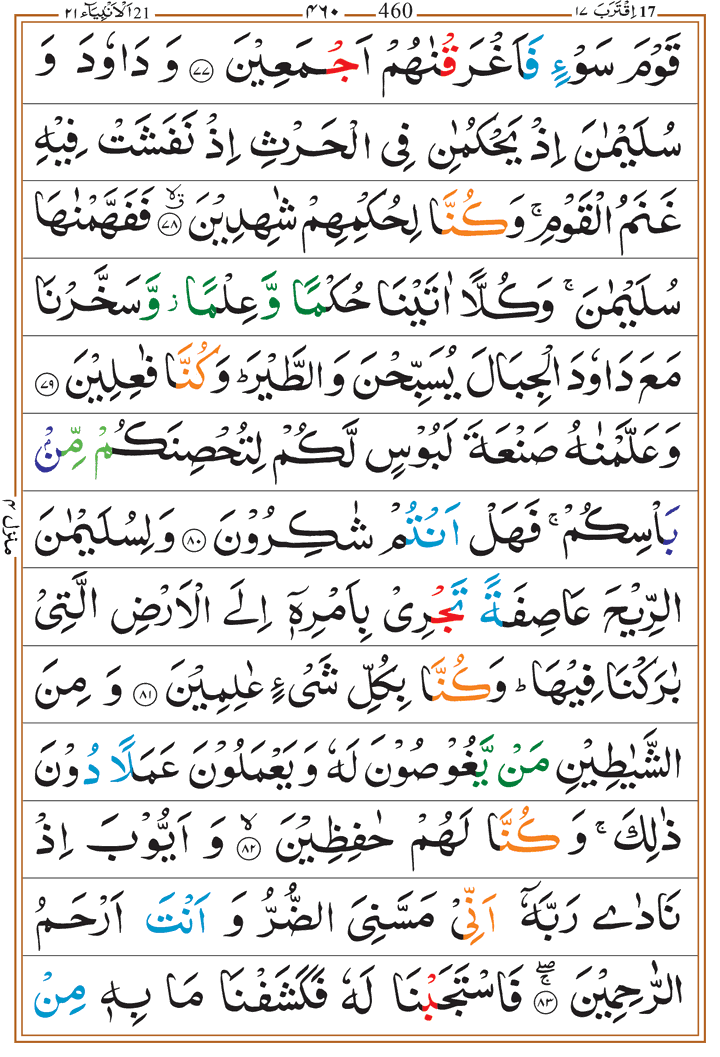 17 اِقْتَرَبَ ١٧ 460 ٤٦٠ 21 اَلْاَنْۢبِيَآء ٢١
قَوْمَ سَوْءٍ فَاَغْرَقْنٰهُمْ اَجْمَعِيْنَ ﴿٧٧﴾ وَ دَاوٗدَ وَ
سُلَيْمٰنَ اِذْ يَحْكُمٰنِ فِى الْحَرْثِ اِذْ نَفَشَتْ فِيْهِ
غَنَمُ الْقَوْمِ ۚ وَ كُنَّا لِحُكْمِهِمْ شٰهِدِيْنَ ﴿٧٨﴾ۙ ق فَفَهَّمْنٰهَا
سُلَيْمٰنَ ۚ وَ كُلًّا اٰتَيْنَا حُكْمًا وَّ عِلْمًا ز وَّ سَخَّرْنَا
مَعَ دَاوٗدَ الْجِبَالَ يُسَبِّحْنَ وَ الطَّيْرَ ؕ وَ كُنَّا فٰعِلِيْنَ ﴿٧٩﴾
وَ عَلَّمْنٰهُ صَنْعَةَ لَبُوْسٍ لَّكُمْ لِتُحْصِنَكُمْ مِّنْۢ
بَاْسِكُمْ ۚ فَهَلْ اَنْتُمْ شٰكِرُوْنَ ﴿٨٠﴾ وَ لِسُلَيْمٰنَ
الرِّيْحَ عَاصِفَةً تَجْرِىْ بِاَمْرِهٖۤ اِلَى الْاَرْضِ الَّتِىْ
بٰرَكْنَا فِيْهَا ؕ وَ كُنَّا بِكُلِّ شَىْءٍ عٰلِمِيْنَ ﴿٨١﴾ وَ مِنَ
الشَّيٰطِيْنِ مَنْ يَّغُوْصُوْنَ لَهٗ وَ يَعْمَلُوْنَ عَمَلًا دُوْنَ
ذٰلِكَ ۚ وَ كُنَّا لَهُمْ حٰفِظِيْنَ ﴿٨٢﴾ۙ وَ اَيُّوْبَ اِذْ
نَادٰى رَبَّهٗۤ اَنِّىْ مَسَّنِىَ الضُّرُّ وَ اَنْتَ اَرْحَمُ
الرّٰحِمِيْنَ ﴿٨٣﴾ۖۚ فَاسْتَجَبْنَا لَهٗ فَكَشَفْنَا مَا بِهٖ مِنْ
منزل ٤